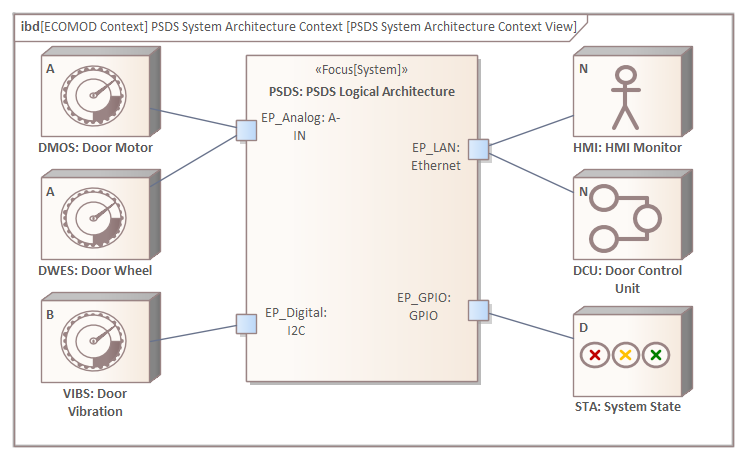 ibd[ECOMOD Context] PSDS System Architecture Context [PSDS System Architecture Context View]
A
DMOS: Door Motor
A
DWES: Door Wheel
B
VIBS: Door
Vibration
«Focus[System]»
PSDS: PSDS Logical Architecture
EP_Analog: A-
IN
EP_LAN:
Ethernet
EP_Digital:
I2C
EP_GPIO:
GPIO
N
HMI: HMI Monitor
N
DCU: Door Control
Unit
D
STA: System State